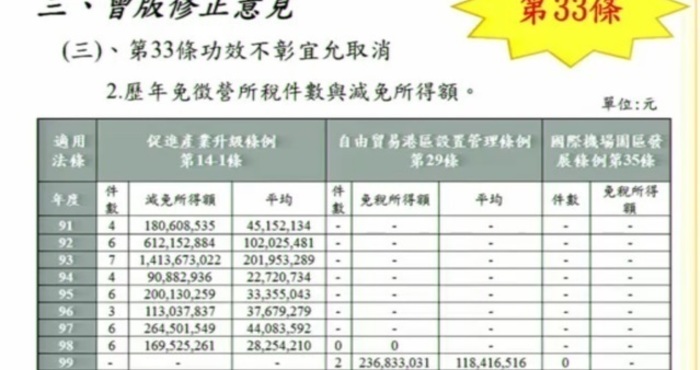 三、曾版修正意見
第33條
(三)、第33條功效不彰宜允取消
2.歷年免徵營所稅件數與減免所得額。
單位:元
適用法條 促進產業升級條例第14-1條 自由貿易港區設置管理條例第29條 國際機場園區發展條例第35條
年度 件數 減免所得額 平均 件數 免稅所得額 平均 件數 免稅所得額
91 4 180,608,535 45,152,134 - - - - -
92 6 612,152,884 102,025,481 - - - - -
93 7 1,413,673,022 201,953,289 - - - - -
94 4 90,882,936 22,720,734 - - - - -
95 6 200,130,259 33,355,043 - - - - -
96 3 113,037,837 37,679,279 - - - - -
97 6 264,501,549 44,083,592 - - - - -
98 6 169,525,261 28,254,210 0 0 - - -
99 - - - 2 236,833,031 118,416,516 0 -